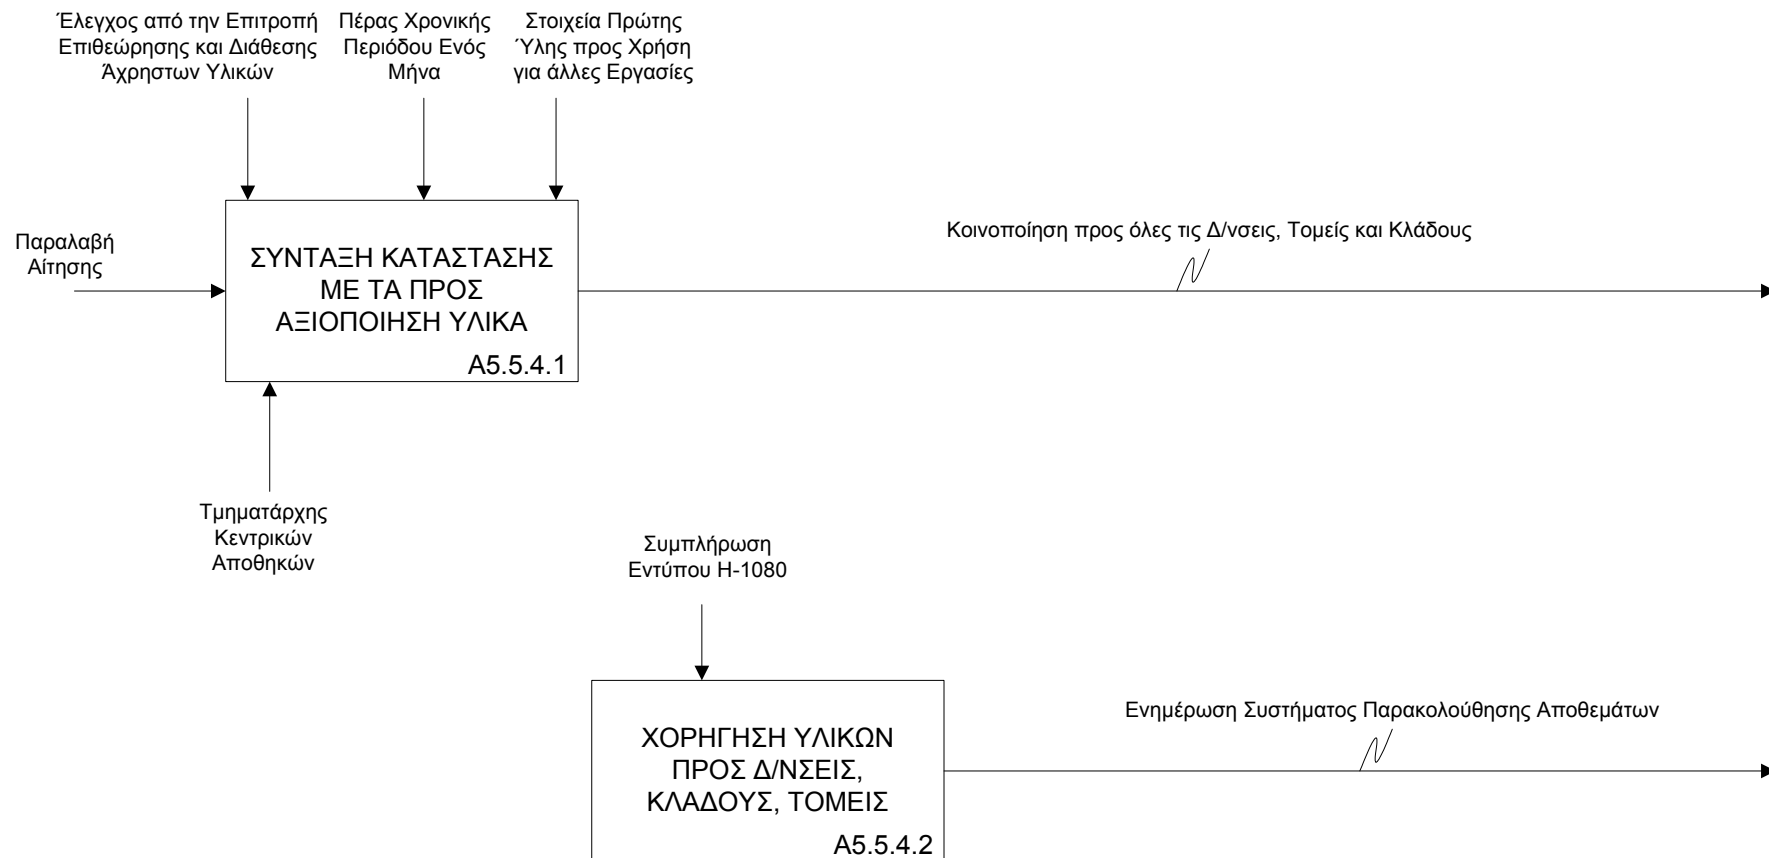 Έλεγχος από την Επιτροπή
Επιθεώρησης και Διάθεσης
Άχρηστων Υλικών
Πέρας Χρονικής
Περιόδου Ενός
Μήνα
Στοιχεία Πρώτης
Ύλης προς Χρήση
για άλλες Εργασίες
Παραλαβή
Αίτησης
ΣΥΝΤΑΞΗ ΚΑΤΑΣΤΑΣΗΣ
ΜΕ ΤΑ ΠΡΟΣ
ΑΞΙΟΠΟΙΗΣΗ ΥΛΙΚΑ
Α5.5.4.1
Κοινοποίηση προς όλες τις Δ/νσεις, Τομείς και Κλάδους
Τμηματάρχης
Κεντρικών
Αποθηκών
Συμπλήρωση
Εντύπου Η-1080
ΧΟΡΗΓΗΣΗ ΥΛΙΚΩΝ
ΠΡΟΣ Δ/ΝΣΕΙΣ,
ΚΛΑΔΟΥΣ, ΤΟΜΕΙΣ
Α5.5.4.2
Ενημέρωση Συστήματος Παρακολούθησης Αποθεμάτων